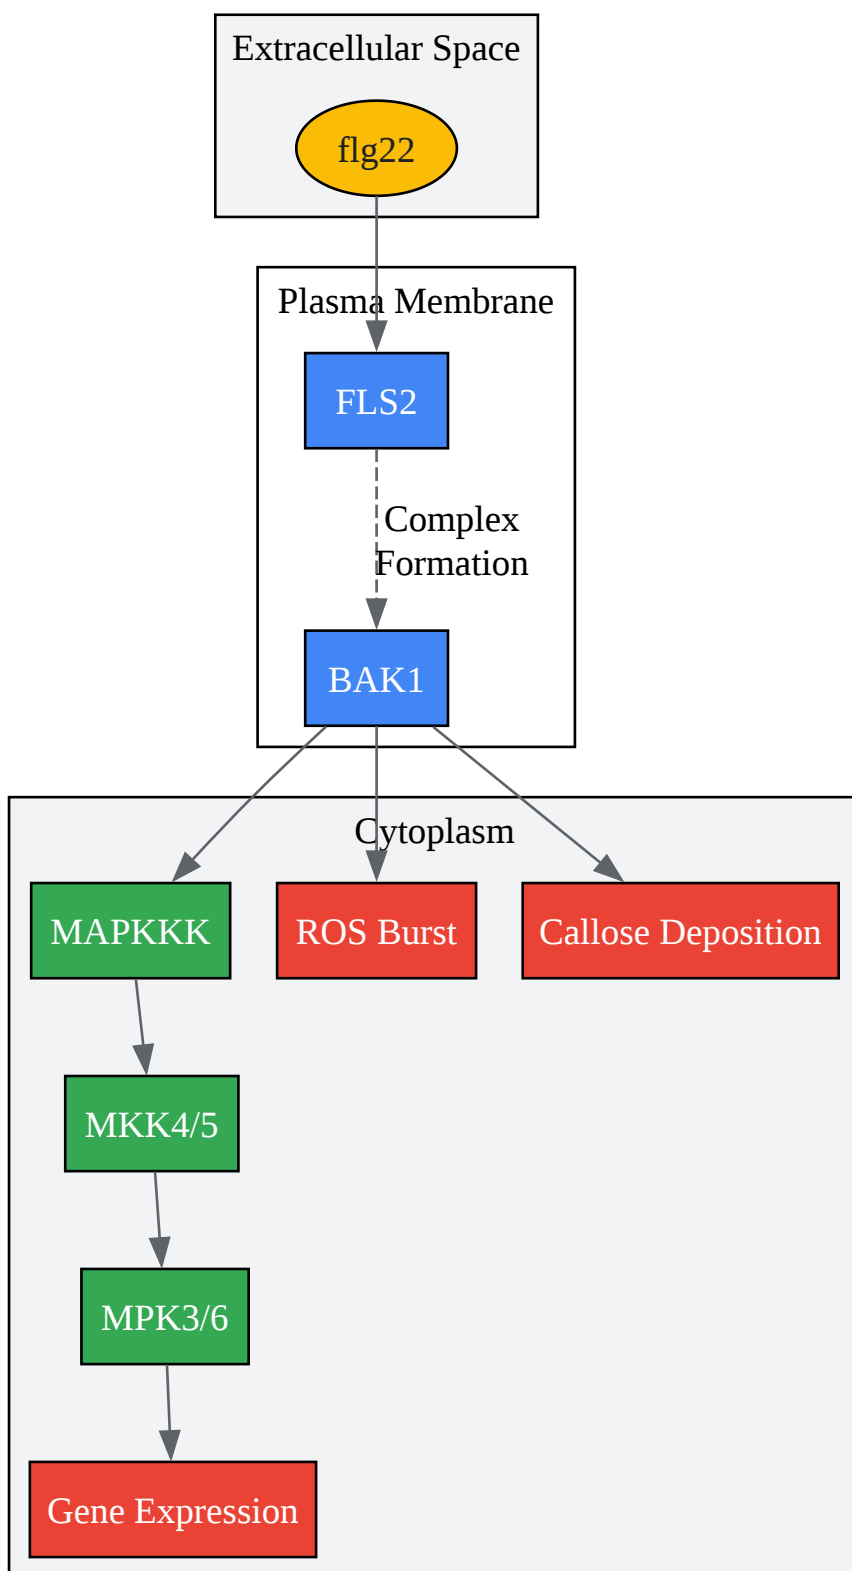 Extracellular Space
flg22
Plasma Membrane
FLS2
Complex
Formation
BAK1
Cytoplasm
MAPKKK
ROS Burst
Callose Deposition
MKK4/5
MPK3/6
Gene Expression